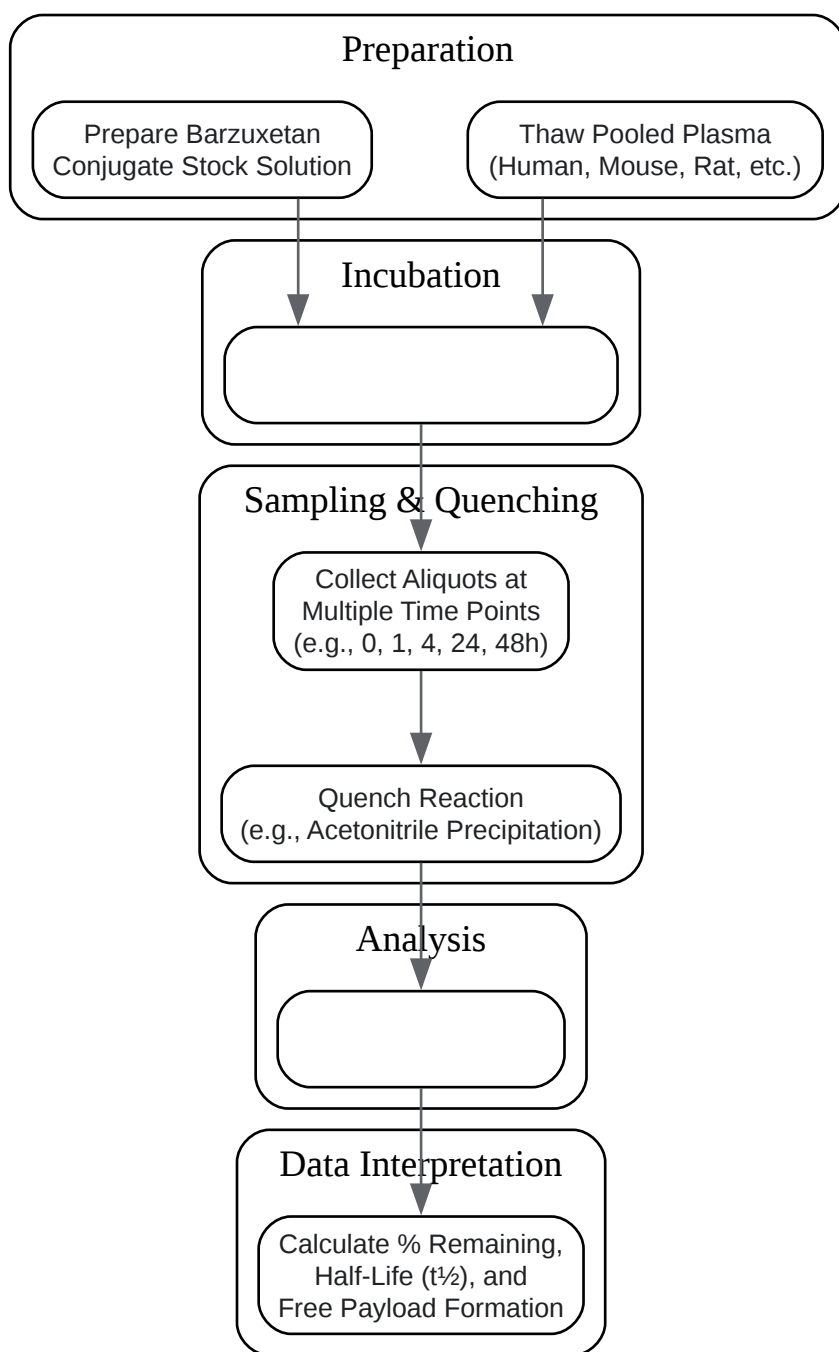 Preparation
Prepare Barzuxetan
Conjugate Stock Solution
Thaw Pooled Plasma
(Human, Mouse, Rat, etc.)
Incubation
Sampling & Quenching
Collect Aliquots at
Multiple Time Points
(e.g., 0, 1, 4, 24, 48h)
Quench Reaction
(e.g., Acetonitrile Precipitation)
Analysis
Data Interpretation
Calculate % Remaining,
Half-Life (t½), and
Free Payload Formation